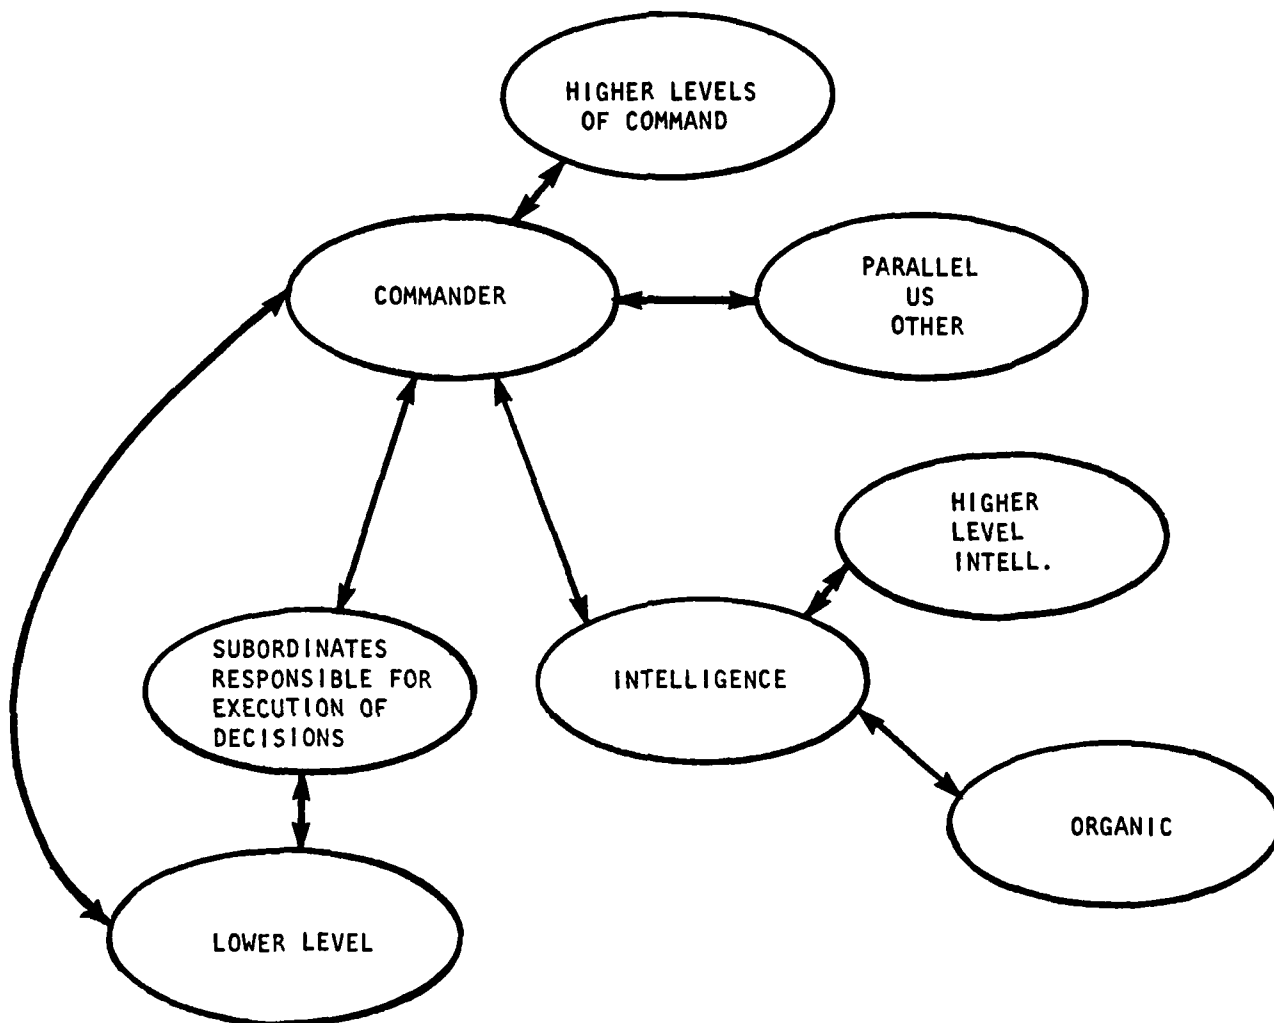 HIGHER LEVELS
OF COMMAND
COMMANDER
PARALLEL
US
OTHER
HIGHER
LEVEL
INTELL.
SUBORDINATES
RESPONSIBLE FOR
EXECUTION OF
DECISIONS
INTELLIGENCE
ORGANIC
LOWER LEVEL